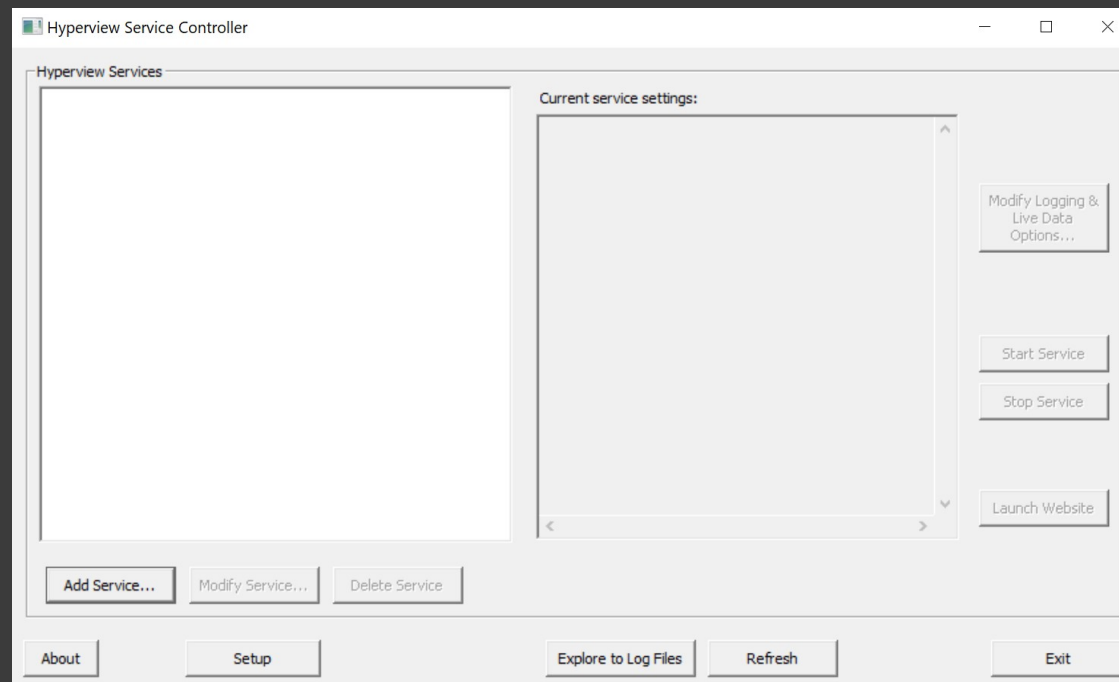 Hyperview Service Controller
Hyperview Services
Current service settings:
Modify Logging &
Live Data
Options...
Start Service
Stop Service
Launch Website
Add Service...
Modify Service...
Delete Service
About
Setup
Explore to Log Files
Refresh
Exit